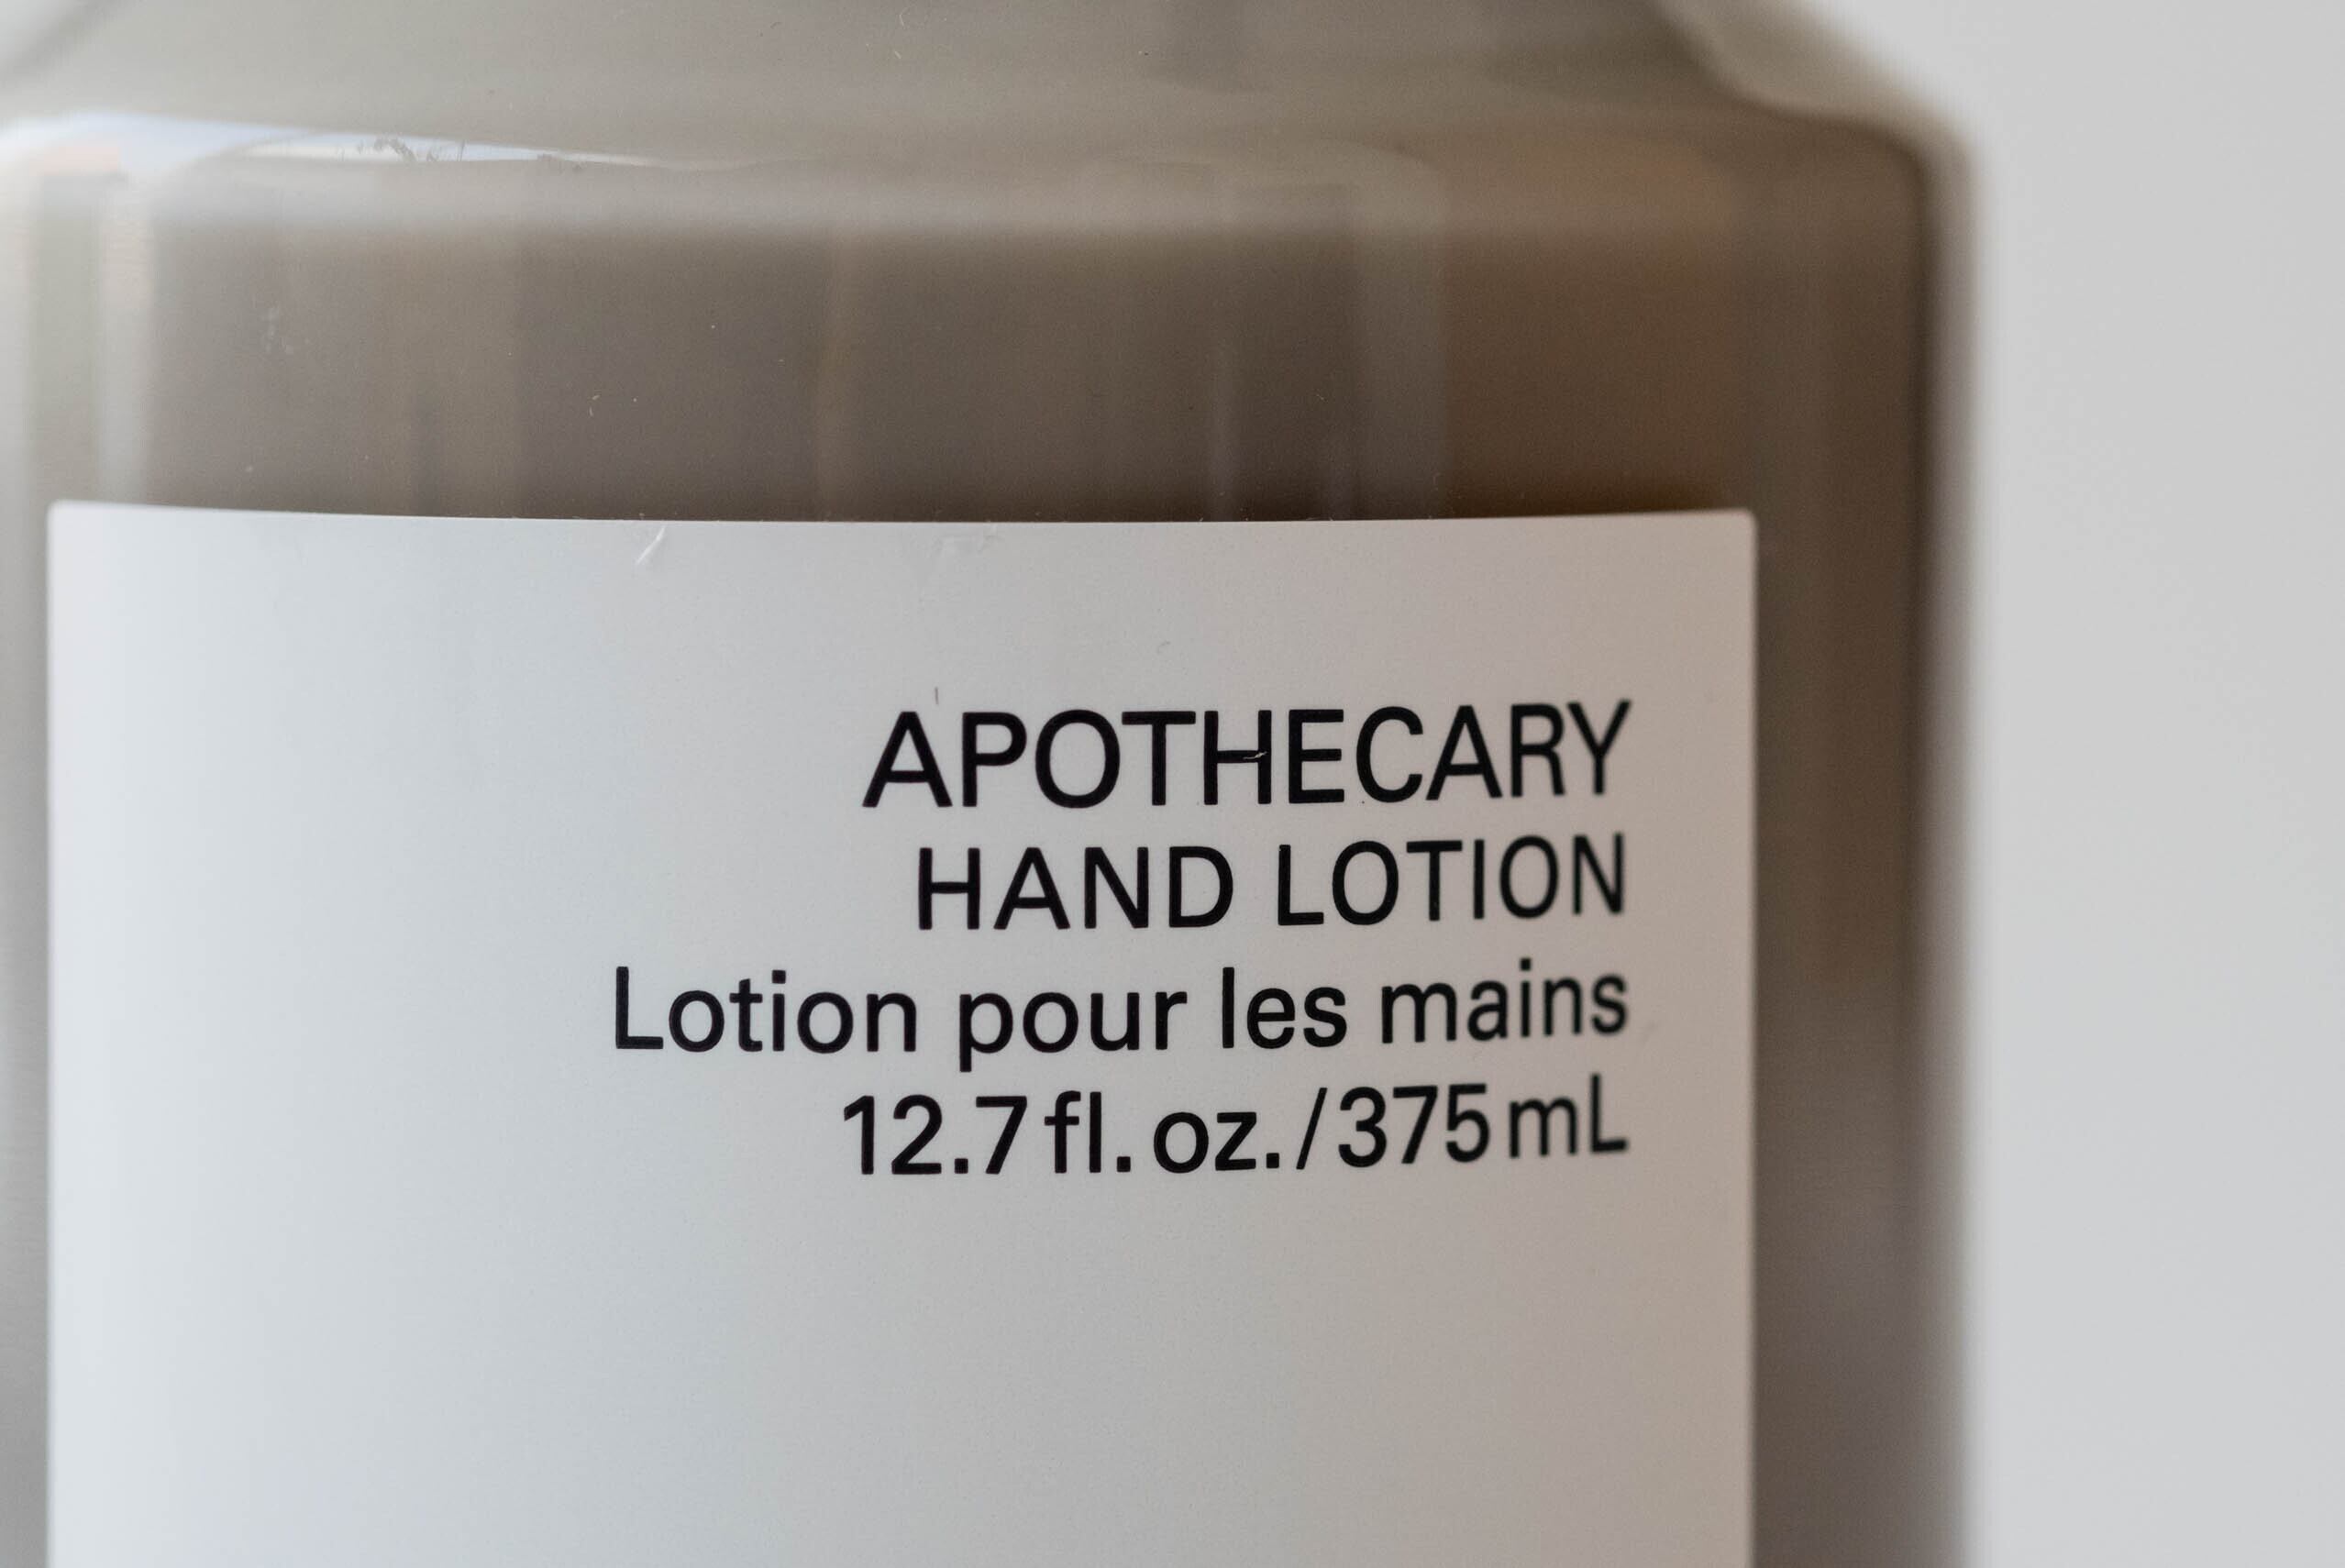 APOTHECARY
HAND LOTION
Lotion pour les mains
12.7 fl. oz./375 mL